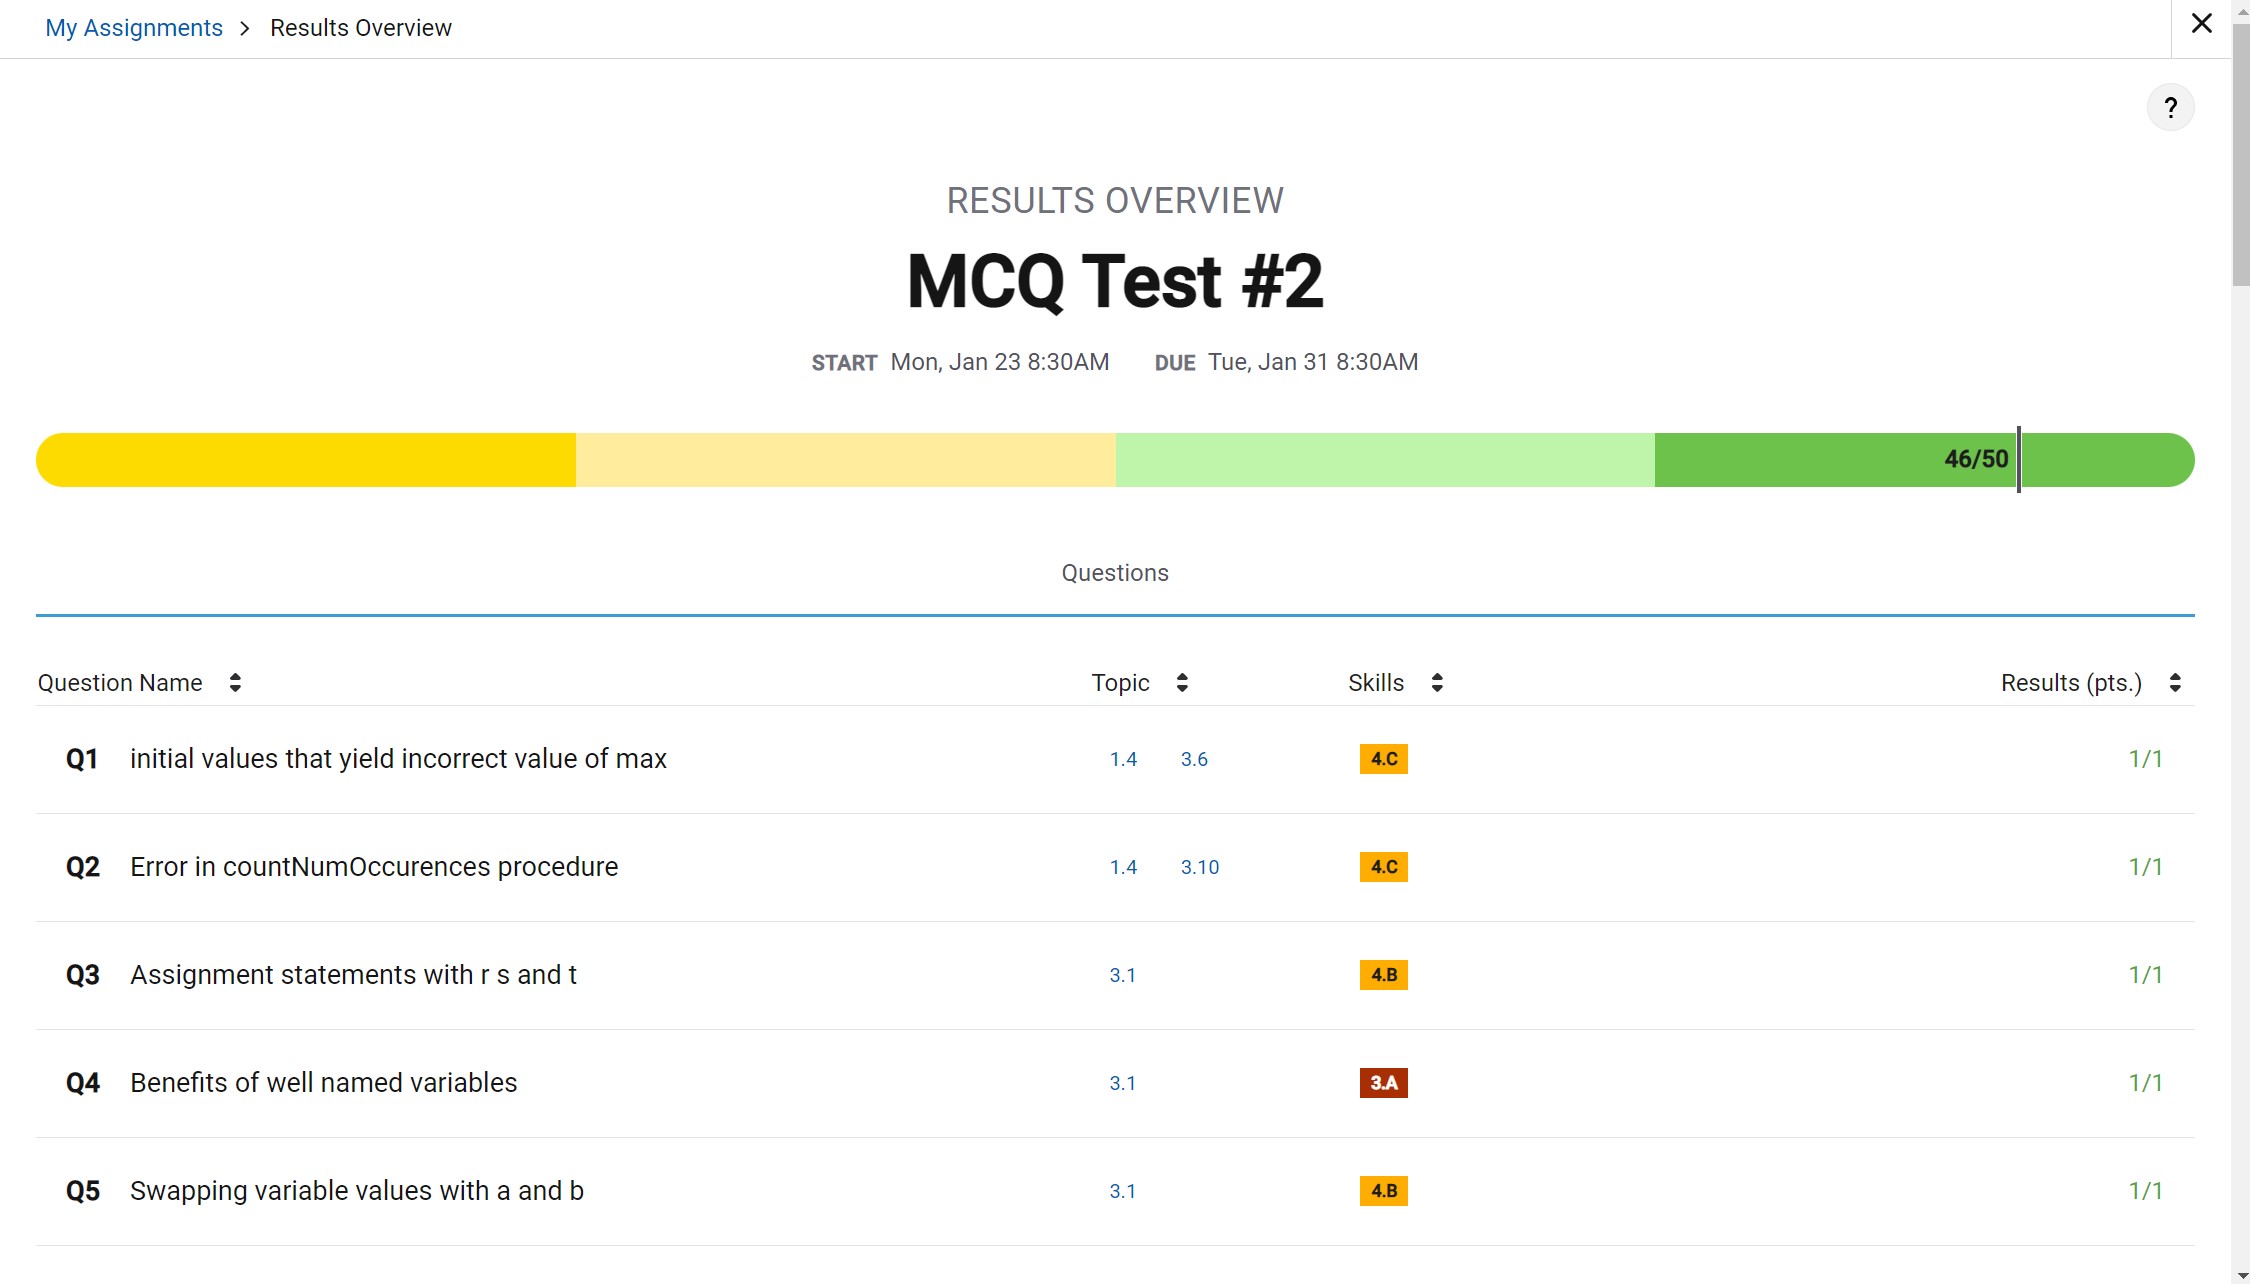 My Assignments > Results Overview
?
RESULTS OVERVIEW
MCQ Test #2
START Mon, Jan 23 8:30AM DUE Tue, Jan 31 8:30AM
46/50
Questions
Question Name Topic Skills Results (pts.)
Q1 initial values that yield incorrect value of max 1.4 3.6 4.C 1/1
Q2 Error in countNumOccurences procedure 1.4 3.10 4.C 1/1
Q3 Assignment statements with r s and t 3.1 4.B 1/1
Q4 Benefits of well named variables 3.1 3.A 1/1
Q5 Swapping variable values with a and b 3.1 4.B 1/1